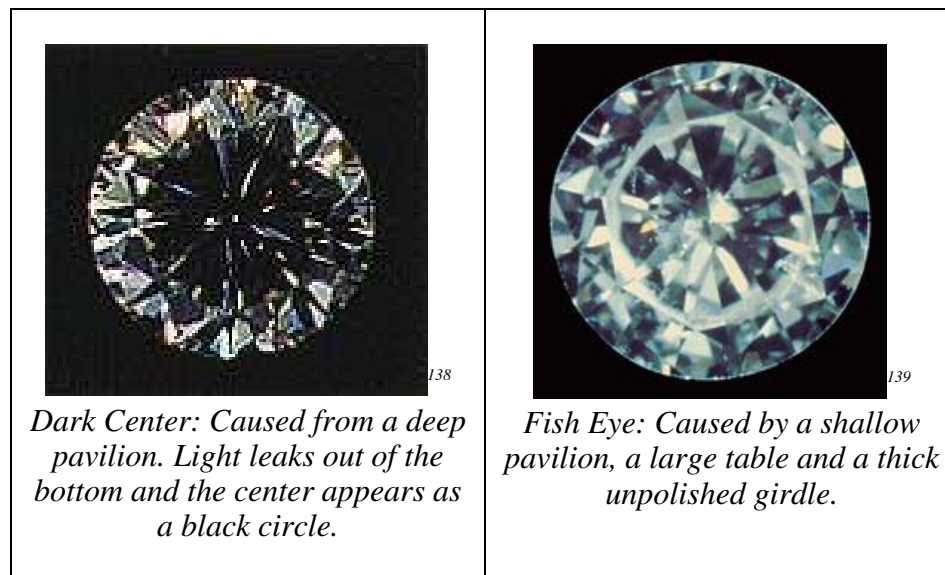 138
Dark Center: Caused from a deep
pavilion. Light leaks out of the
bottom and the center appears as
a black circle.
139
Fish Eye: Caused by a shallow
pavilion, a large table and a thick
unpolished girdle.